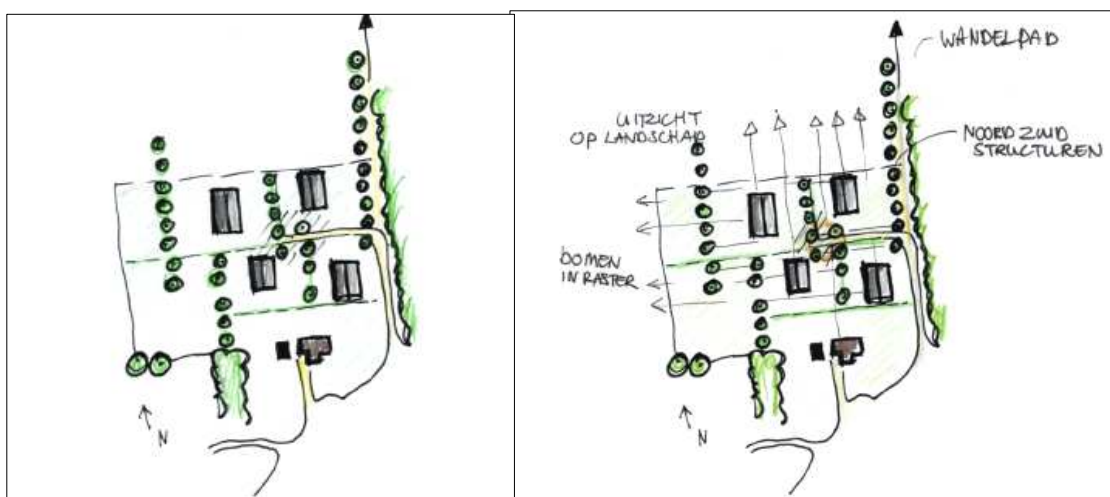 N
WANDELPAD
UITZICHT
OP LANDSCHAP
NOORD ZUID
STRUCTUREN
BOMEN
IN RASTER
N